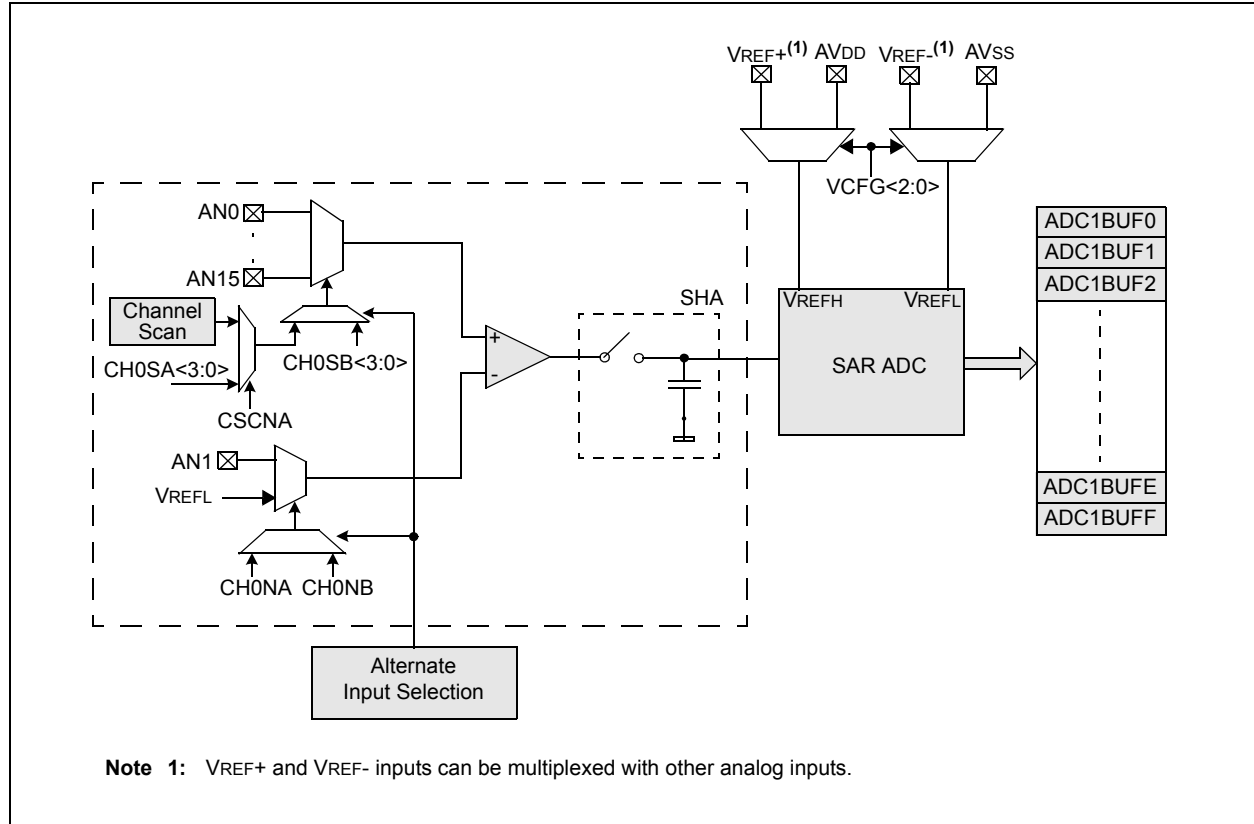 VREF+(1) AVDD VREF-(1) AVSS
VCFG<2:0>
AN0
AN15
Channel
Scan
CH0SA<3:0>
CH0SB<3:0>
CSCNA
AN1
VREFL
CH0NA CH0NB
+
-
SHA
VREFH VREFL
SAR ADC
ADC1BUF0
ADC1BUF1
ADC1BUF2
ADC1BUFE
ADC1BUFF
Alternate
Input Selection
Note 1: VREF+ and VREF- inputs can be multiplexed with other analog inputs.